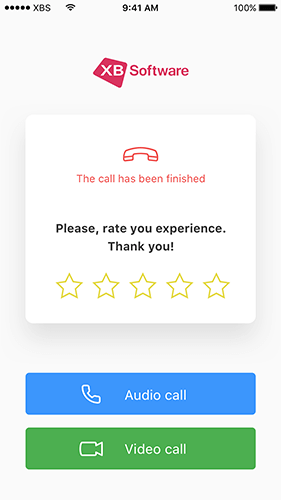 XBS 9:41 AM 100%
XB Software
The call has been finished
Please, rate you experience.
Thank you!
Audio call
Video call